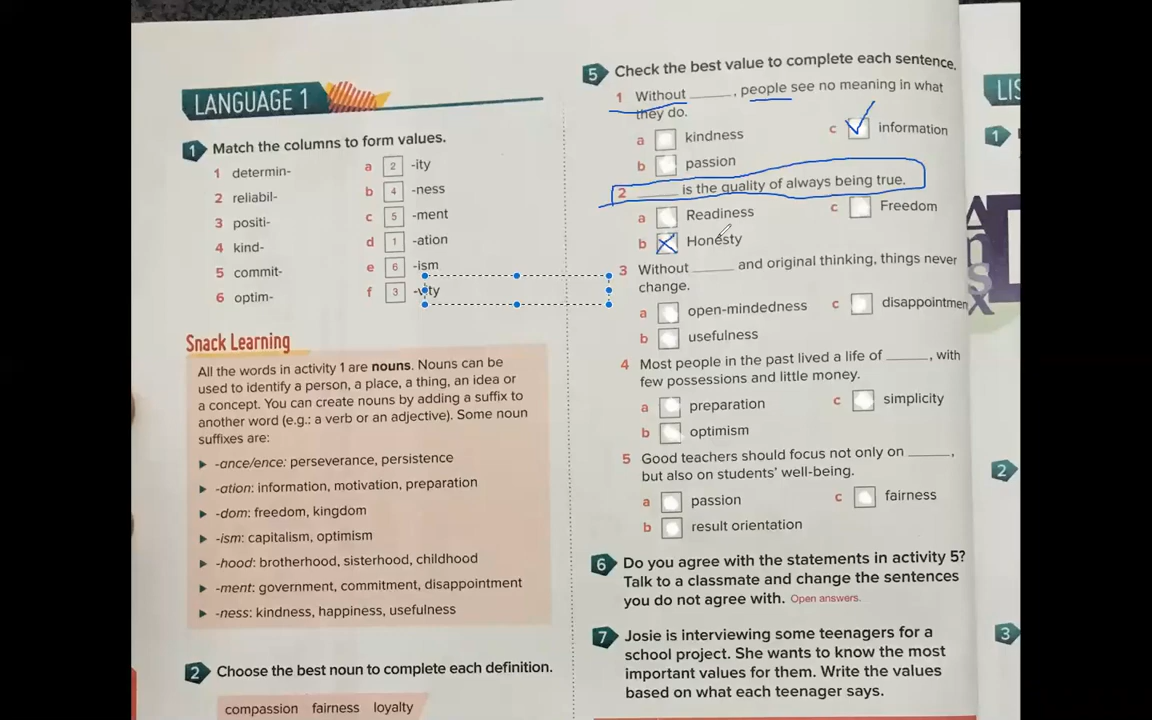 LANGUAGE 1
1 Match the columns to form values.
1 determin-
2 reliabil-
3 positi-
4 kind-
5 commit-
6 optim-
a 2 -ity
b 4 -ness
c 5 -ment
d 1 -ation
e 6 -ism
f 3 -vity
Snack Learning
All the words in activity 1 are nouns. Nouns can be
used to identify a person, a place, a thing, an idea or
a concept. You can create nouns by adding a suffix to
another word (e.g.: a verb or an adjective). Some noun
suffixes are:
-ance/ence: perseverance, persistence
-ation: information, motivation, preparation
-dom: freedom, kingdom
-ism: capitalism, optimism
-hood: brotherhood, sisterhood, childhood
-ment: government, commitment, disappointment
-ness: kindness, happiness, usefulness
2 Choose the best noun to complete each definition.
compassion fairness loyalty
5 Check the best value to complete each sentence.
1 Without ______, people see no meaning in what
they do.
a kindness
b passion
c information
2 ______ is the quality of always being true.
a Readiness
b Honesty
c Freedom
3 Without ______ and original thinking, things never
change.
a open-mindedness
b usefulness
c disappointmen
4 Most people in the past lived a life of ______, with
few possessions and little money.
a preparation
b optimism
c simplicity
5 Good teachers should focus not only on ______,
but also on students' well-being.
a passion
b result orientation
c fairness
6 Do you agree with the statements in activity 5?
Talk to a classmate and change the sentences
you do not agree with. Open answers.
7 Josie is interviewing some teenagers for a
school project. She wants to know the most
important values for them. Write the values
based on what each teenager says.
LIS
1
2
3